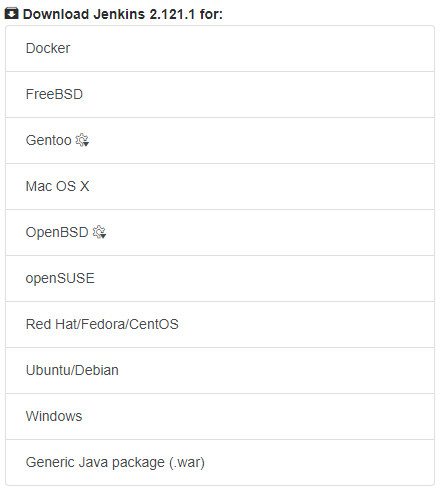 Download Jenkins 2.121.1 for:
Docker
FreeBSD
Gentoo
Mac OS X
OpenBSD
openSUSE
Red Hat/Fedora/CentOS
Ubuntu/Debian
Windows
Generic Java package (.war)